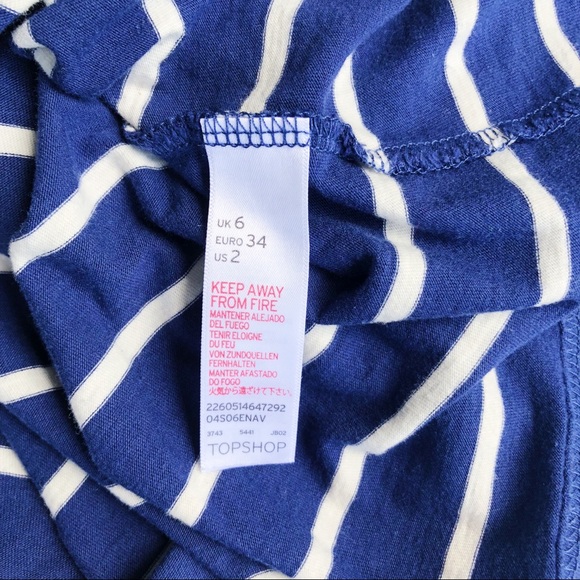 UK 6
EURO 34
US 2
KEEP AWAY
FROM FIRE
MANTENER ALEJADO
DEL FUEGO
TENIR ELOIGNE
DU FEU
VON ZUNDQUELLEN
FERNHALTEN
MANTER AFASTADO
DO FOGO
火気から遠ざけて下さい。
2260514647292
04S06ENAV
3743 5441 JB02
TOPSHOP